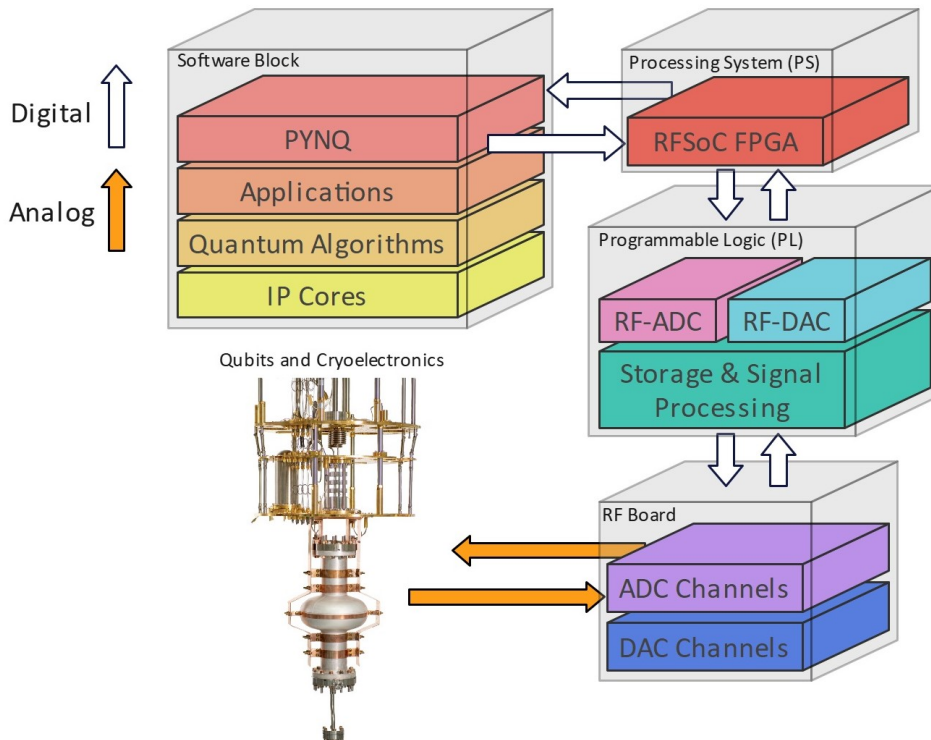 Digital
Analog
Software Block
PYNQ
Applications
Quantum Algorithms
IP Cores
Processing System (PS)
RFSoC FPGA
Programmable Logic (PL)
RF-ADC
RF-DAC
Storage & Signal
Processing
Qubits and Cryoelectronics
RF Board
ADC Channels
DAC Channels